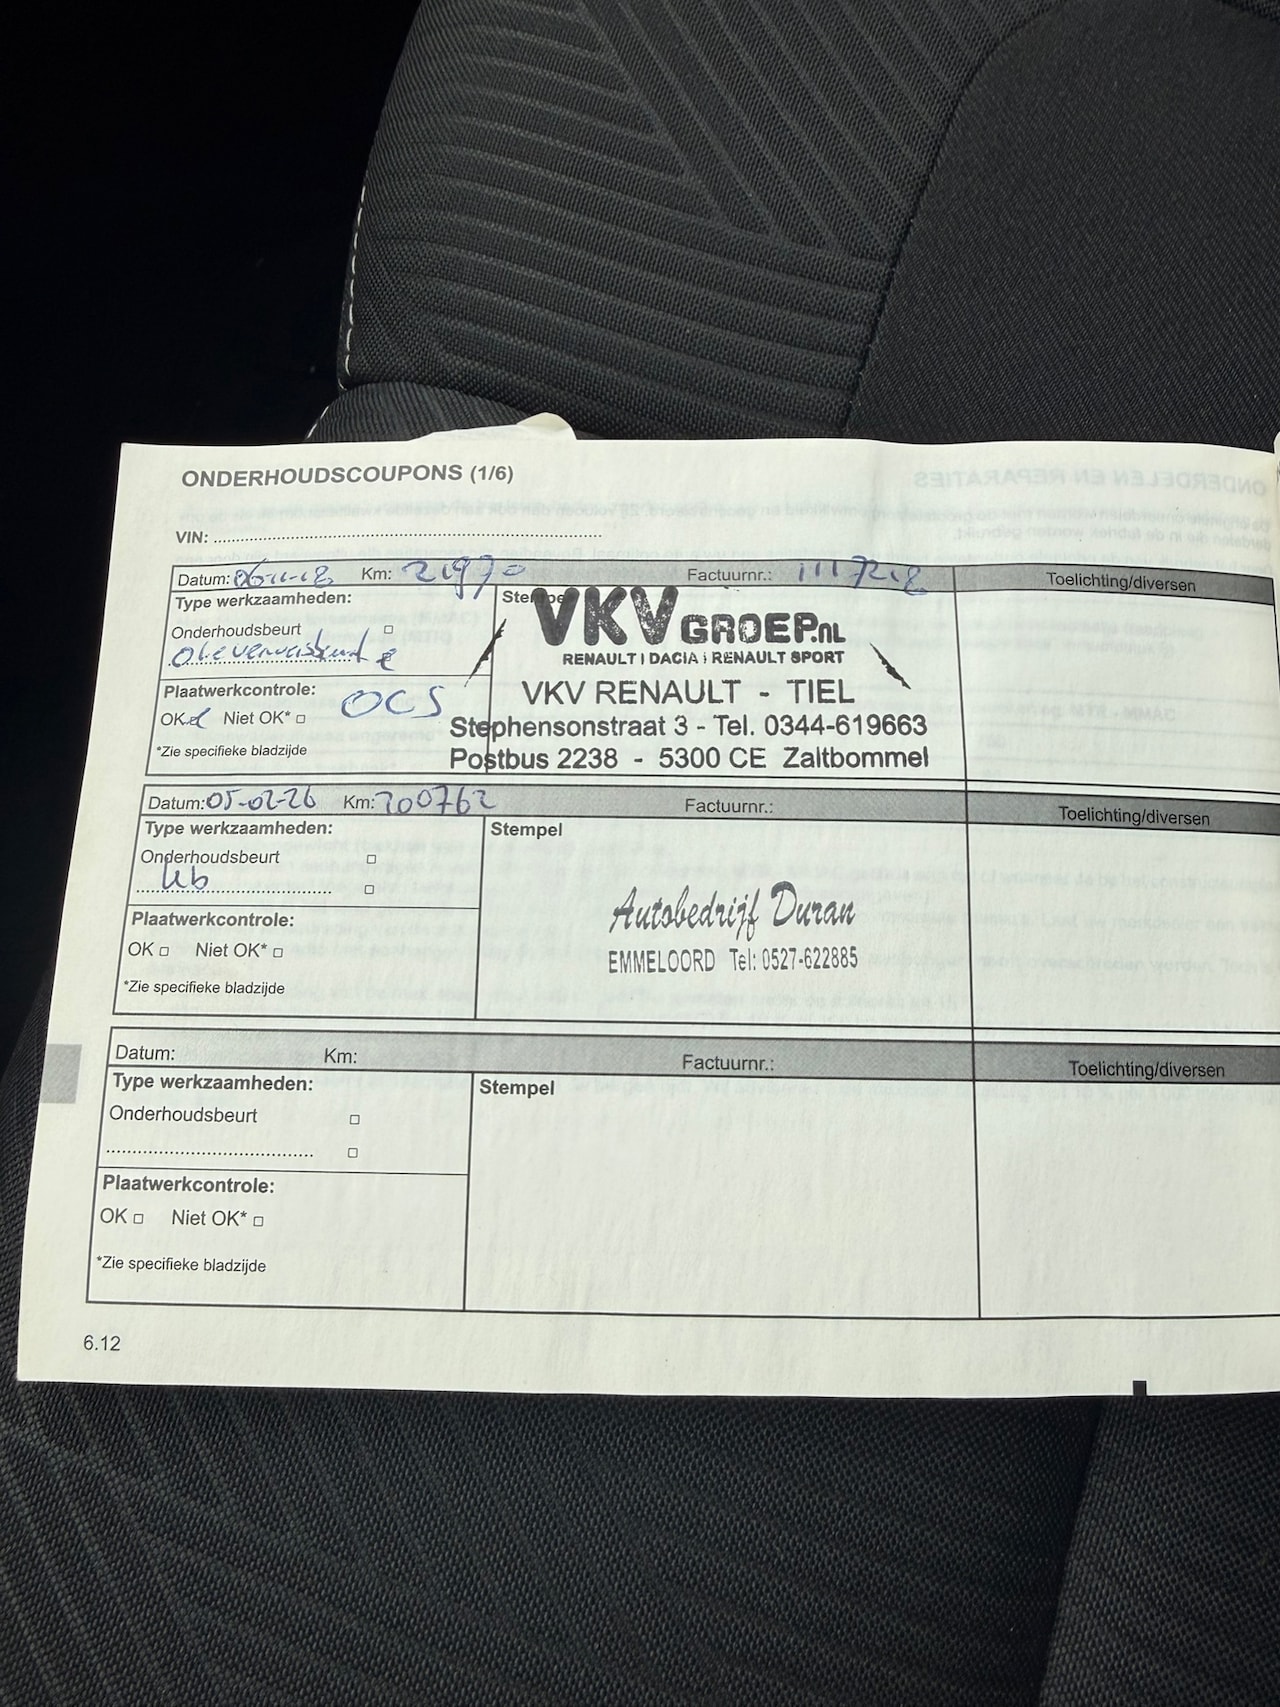 ONDERHOUDSCOUPONS (1/6)
VIN:
Datum: 06-11-18 Km: 21970 Factuurnr.: Toelichting/diversen
Type werkzaamheden: Stempel
Onderhoudsbeurt
VKV GROEP.nl
RENAULT | DACIA | RENAULT SPORT
Plaatwerkcontrole: OCS
OK Niet OK*
*Zie specifieke bladzijde
VKV RENAULT - TIEL
Stephensonstraat 3 - Tel. 0344-619663
Postbus 2238 - 5300 CE Zaltbommel
Datum: 05-02-26 Km: 200762 Factuurnr.: Toelichting/diversen
Type werkzaamheden: Stempel
Onderhoudsbeurt
Plaatwerkcontrole:
OK Niet OK*
*Zie specifieke bladzijde
Autobedrijf Duran
EMMELOORD Tel: 0527-622885
Datum: Km: Factuurnr.: Toelichting/diversen
Type werkzaamheden: Stempel
Onderhoudsbeurt
Plaatwerkcontrole:
OK Niet OK*
*Zie specifieke bladzijde
6.12